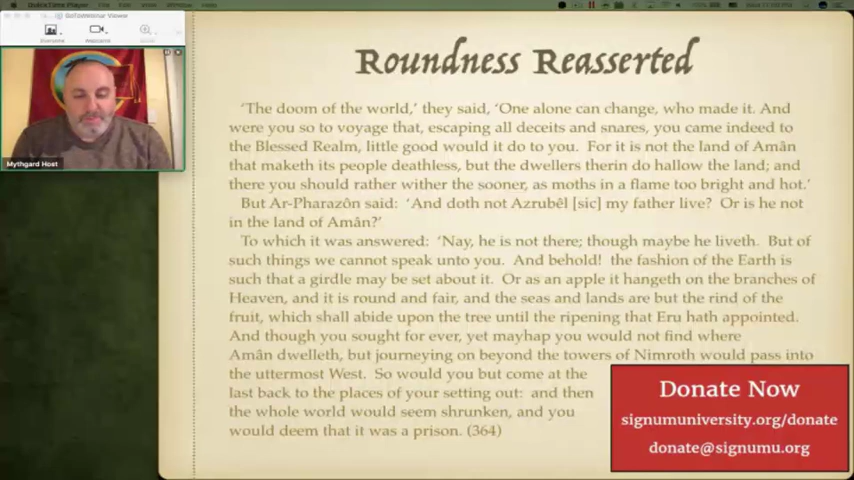 GoToWebinar Viewer
Mythgard Host
Roundness Reasserted
'The doom of the world,' they said, 'One alone can change, who made it. And
were you so to voyage that, escaping all deceits and snares, you came indeed to
the Blessed Realm, little good would it do to you. For it is not the land of Amân
that maketh its people deathless, but the dwellers therin do hallow the land; and
there you should rather wither the sooner, as moths in a flame too bright and hot.'
But Ar-Pharazôn said: 'And doth not Azrubêl [sic] my father live? Or is he not
in the land of Amân?'
To which it was answered: 'Nay, he is not there; though maybe he liveth. But of
such things we cannot speak unto you. And behold! the fashion of the Earth is
such that a girdle may be set about it. Or as an apple it hangeth on the branches of
Heaven, and it is round and fair, and the seas and lands are but the rind of the
fruit, which shall abide upon the tree until the ripening that Eru hath appointed.
And though you sought for ever, yet mayhap you would not find where
Amân dwelleth, but journeying on beyond the towers of Nimroth would pass into
the uttermost West. So would you but come at the
last back to the places of your setting out: and then
the whole world would seem shrunken, and you
would deem that it was a prison. (364)
Donate Now
signumuniversity.org/donate
donate@signumu.org